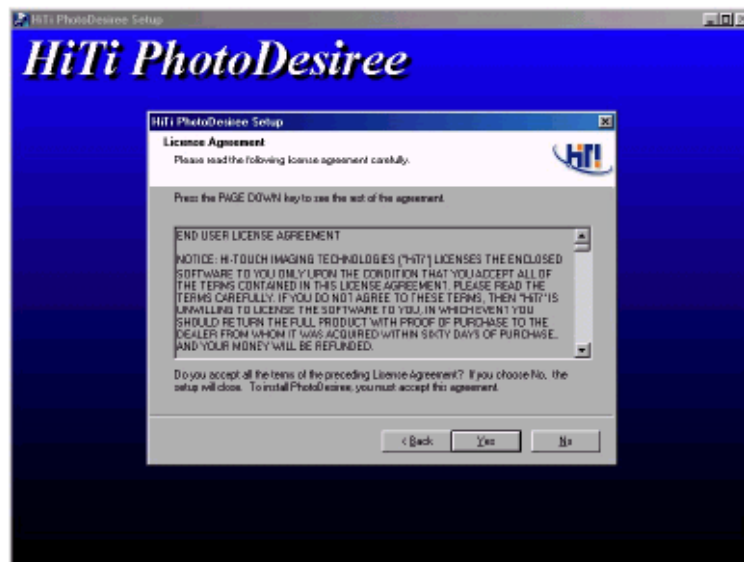 HiTi PhotoDesiree Setup
HiTi PhotoDesiree
HiTi PhotoDesiree Setup
License Agreement
Please read the following license agreement carefully.
HiTi
Press the PAGE DOWN key to see the rest of the agreement.
END USER LICENSE AGREEMENT
NOTICE: HI-TOUCH IMAGING TECHNOLOGIES ("HiTi") LICENSES THE ENCLOSED
SOFTWARE TO YOU ONLY UPON THE CONDITION THAT YOU ACCEPT ALL OF
THE TERMS CONTAINED IN THIS LICENSE AGREEMENT. PLEASE READ THE
TERMS CAREFULLY. IF YOU DO NOT AGREE TO THESE TERMS, THEN "HiTi" IS
UNWILLING TO LICENSE THE SOFTWARE TO YOU, IN WHICH EVENT YOU
SHOULD RETURN THE FULL PRODUCT WITH PROOF OF PURCHASE TO THE
DEALER FROM WHOM IT WAS ACQUIRED WITHIN SIXTY DAYS OF PURCHASE,
AND YOUR MONEY WILL BE REFUNDED.
Do you accept all the terms of the preceding License Agreement? If you choose No, the
setup will close. To install PhotoDesiree, you must accept this agreement.
< Back Yes No